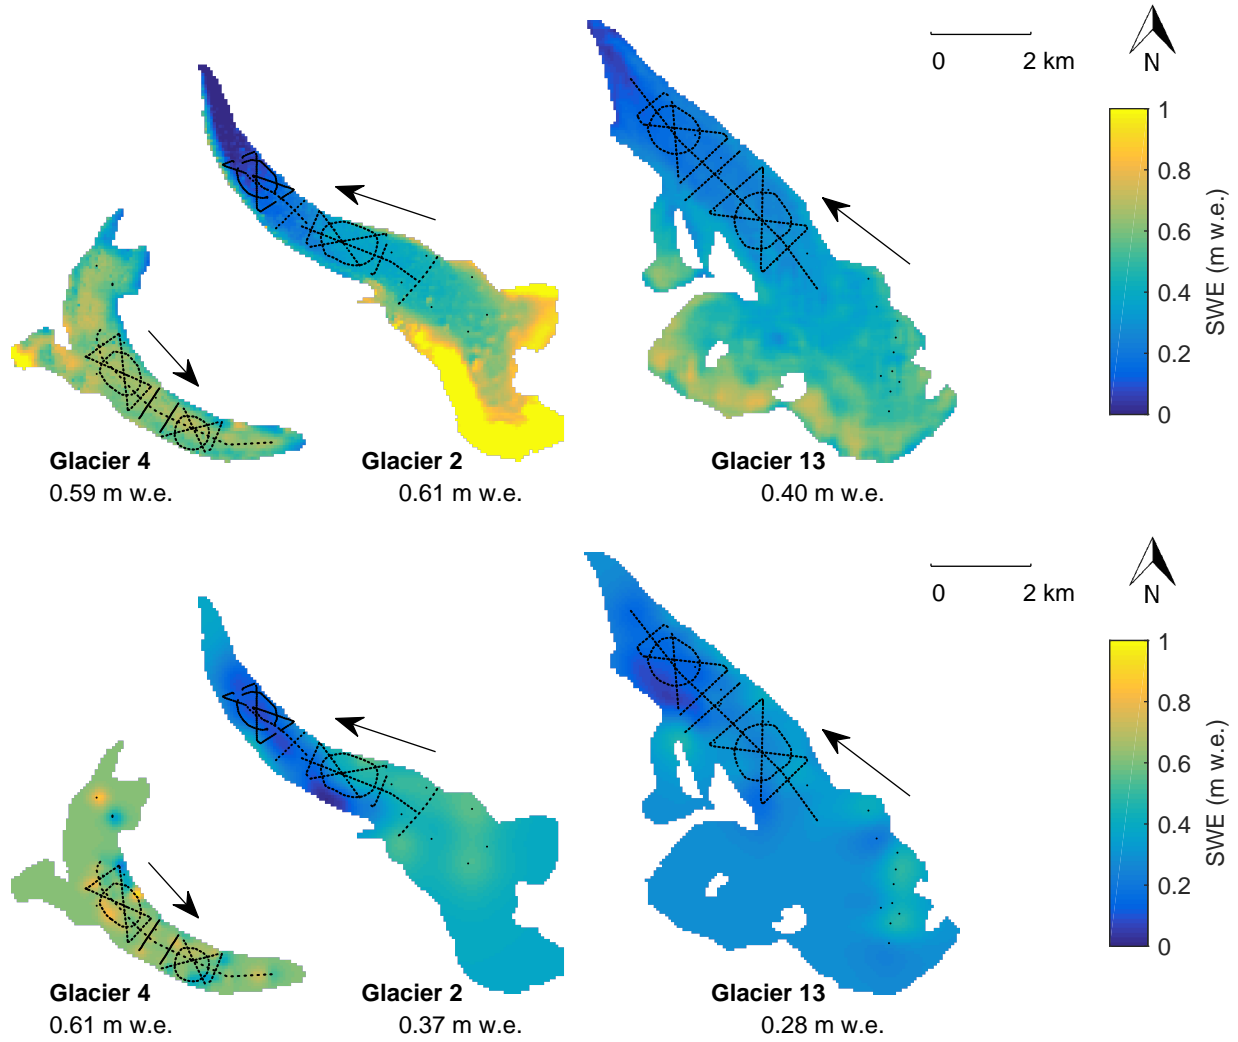 0 2 km
N
1
0.8
0.6
0.4
0.2
0
SWE (m w.e.)
Glacier 4
0.59 m w.e.
Glacier 2
0.61 m w.e.
Glacier 13
0.40 m w.e.
0 2 km
N
1
0.8
0.6
0.4
0.2
0
SWE (m w.e.)
Glacier 4
0.61 m w.e.
Glacier 2
0.37 m w.e.
Glacier 13
0.28 m w.e.